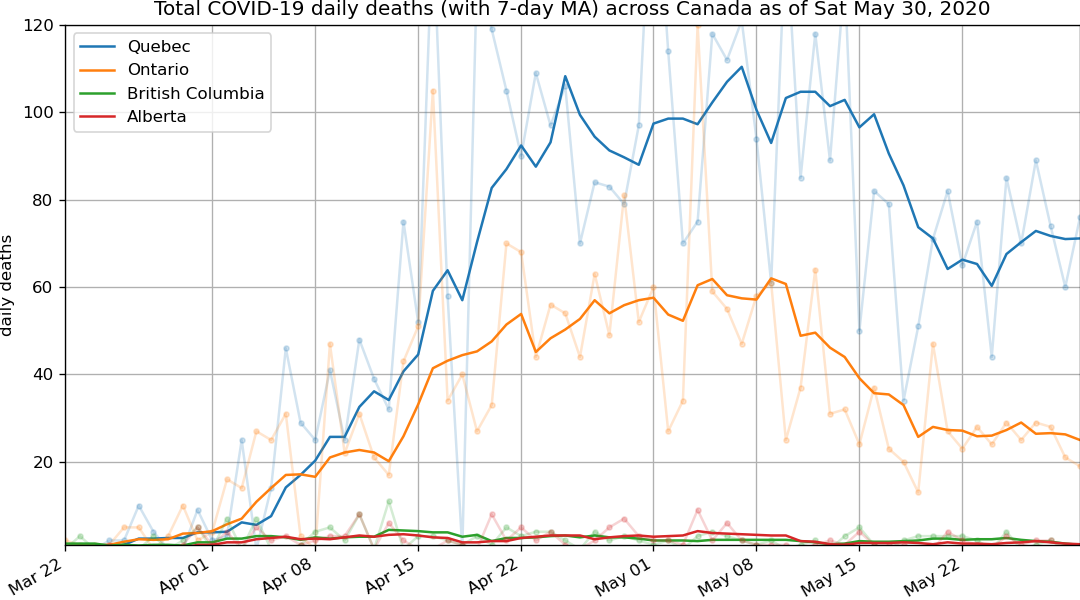 Total COVID-19 daily deaths (with 7-day MA) across Canada as of Sat May 30, 2020
120
100
80
60
40
20
daily deaths
Quebec
Ontario
British Columbia
Alberta
Mar 22
Apr 01
Apr 08
Apr 15
Apr 22
May 01
May 08
May 15
May 22